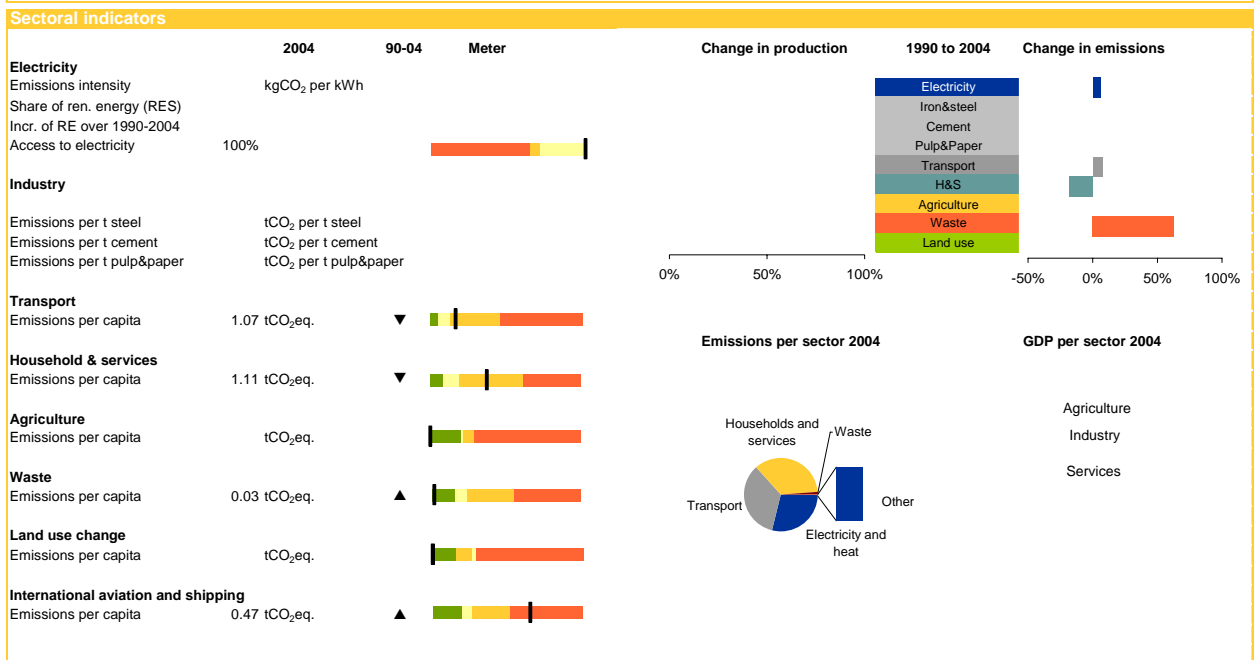 Sectoral indicators
2004 90-04 Meter
Electricity
Emissions intensity kgCO₂ per kWh
Share of ren. energy (RES)
Incr. of RE over 1990-2004
Access to electricity 100%
Industry
Emissions per t steel tCO₂ per t steel
Emissions per t cement tCO₂ per t cement
Emissions per t pulp&paper tCO₂ per t pulp&paper
Transport
Emissions per capita 1.07 tCO₂eq. ▼
Household & services
Emissions per capita 1.11 tCO₂eq. ▼
Agriculture
Emissions per capita tCO₂eq.
Waste
Emissions per capita 0.03 tCO₂eq. ▲
Land use change
Emissions per capita tCO₂eq.
International aviation and shipping
Emissions per capita 0.47 tCO₂eq. ▲
Change in production 1990 to 2004 Change in emissions
Electricity
Iron&steel
Cement
Pulp&Paper
Transport
H&S
Agriculture
Waste
Land use
0% 50% 100%
-50% 0% 50% 100%
Emissions per sector 2004
Households and
services
Waste
Transport
Other
Electricity and
heat
GDP per sector 2004
Agriculture
Industry
Services